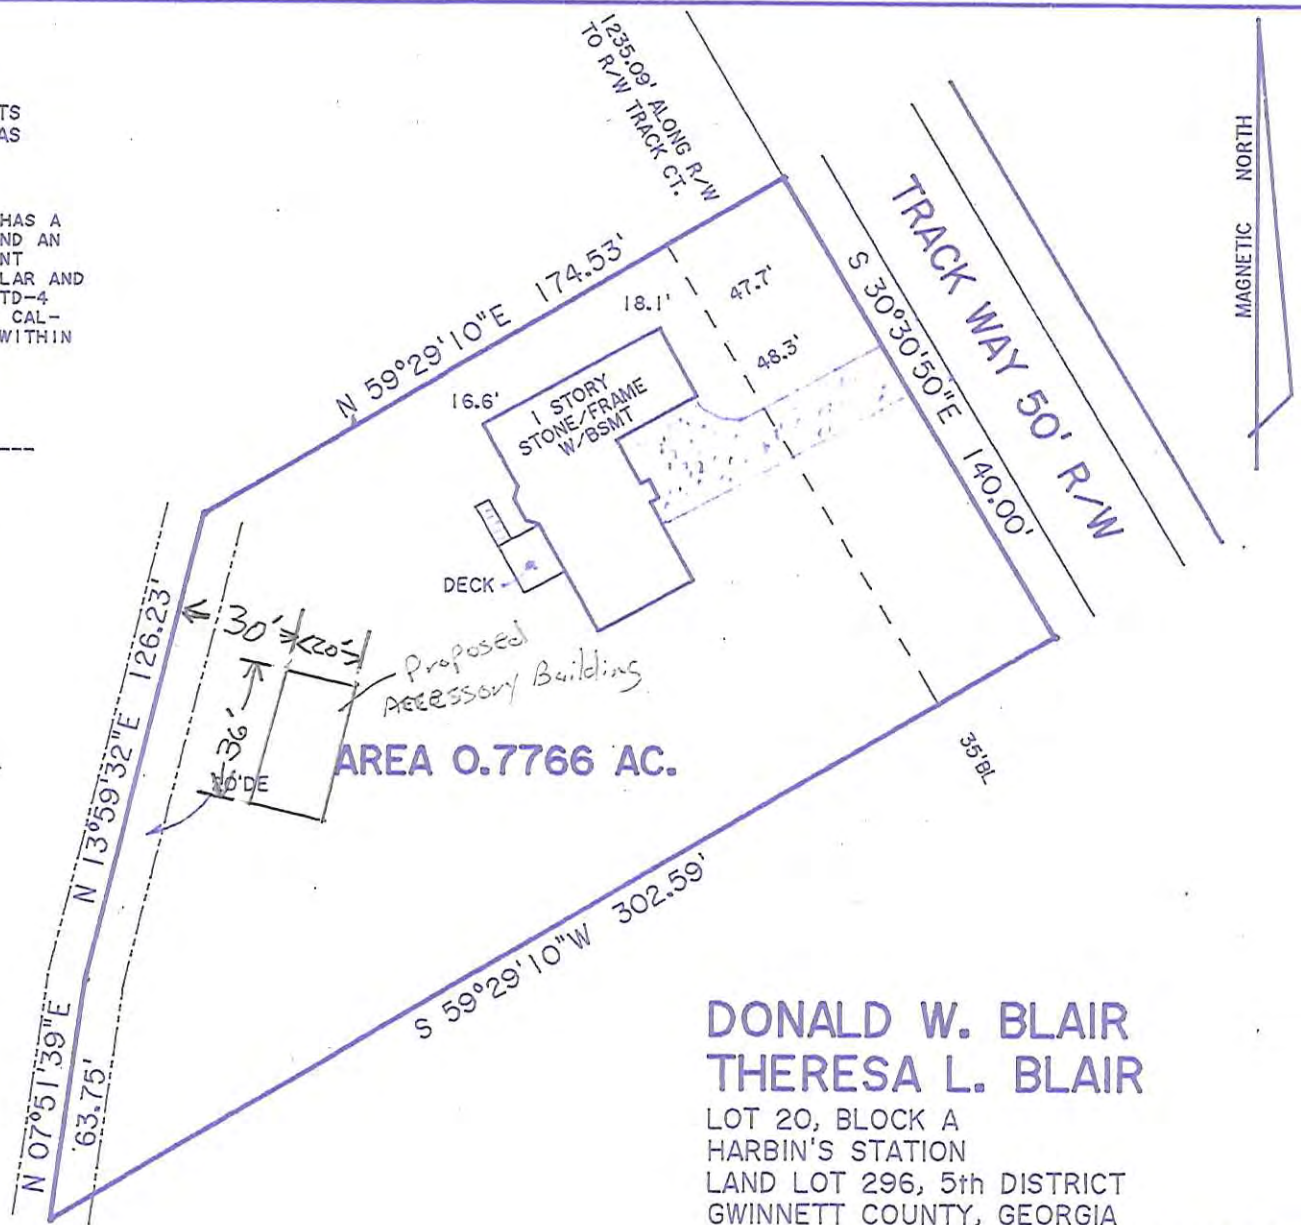 TS
AS
HAS A
ND AN
NT
LAR AND
TD-4
CAL-
WITHIN
1235.09' ALONG R/W
TO R/W TRACK CT.
MAGNETIC NORTH
TRACK WAY 50' R/W
N 59°29'10"E 174.53'
S 30°30'50"E 140.00'
18.1'
47.7'
48.3'
16.6'
1 STORY
STONE/FRAME
W/BSMT
DECK
30'
20'
Proposed
Accessory Building
36'
AREA 0.7766 AC.
N 13°59'32"E 126.23'
35'BL
S 59°29'10"W 302.59'
N 07°51'39"E
63.75'
DONALD W. BLAIR
THERESA L. BLAIR
LOT 20, BLOCK A
HARBIN'S STATION
LAND LOT 296, 5th DISTRICT
GWINNETT COUNTY, GEORGIA